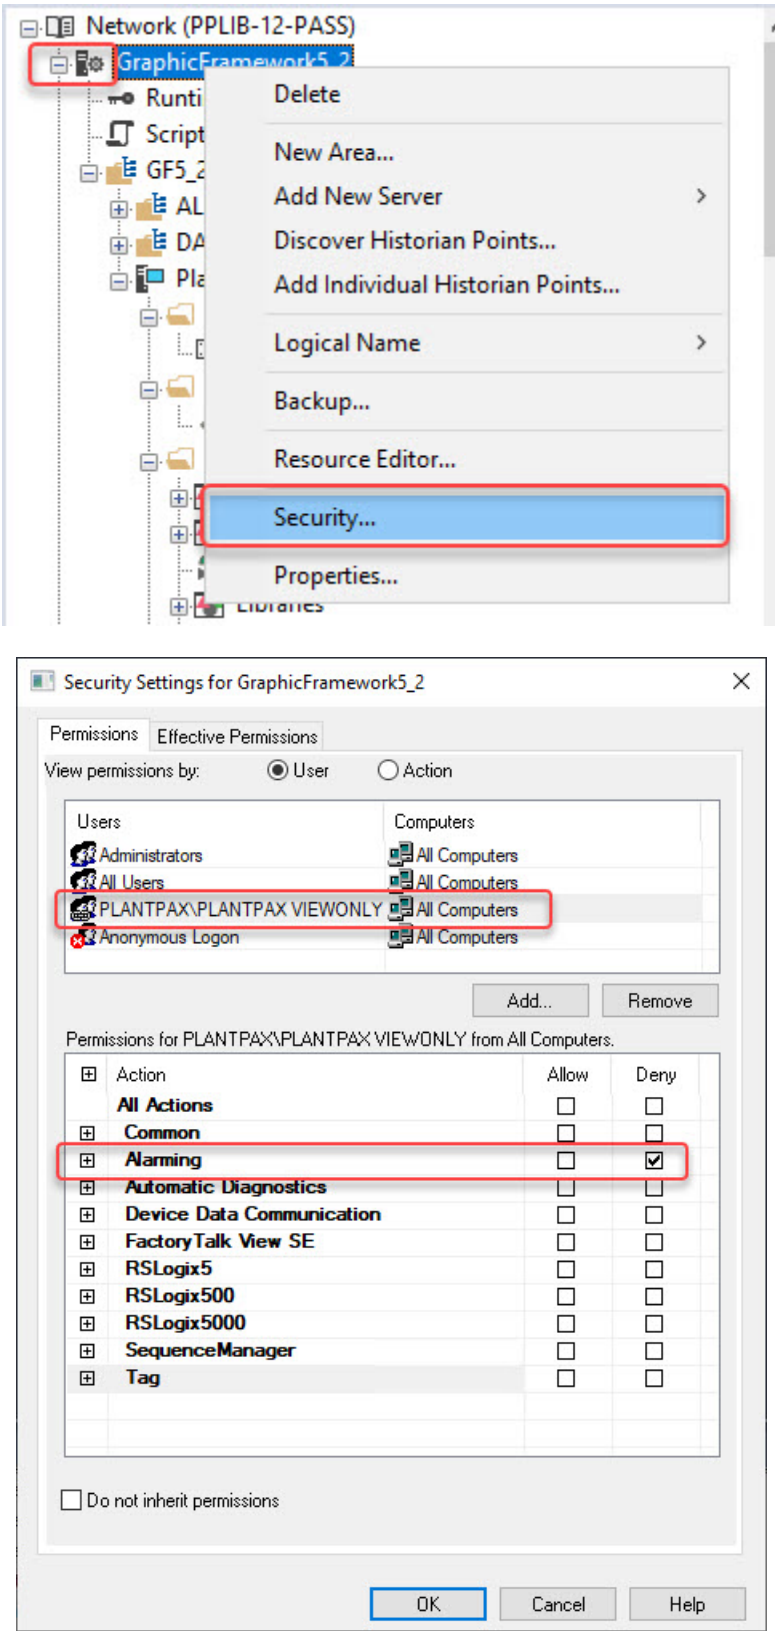 Network (PPLIB-12-PASS)
GraphicFramework5_2
Runti
Delete
Script
New Area...
GF5_2
Add New Server
AL
Discover Historian Points...
DA
Add Individual Historian Points...
Pla
Logical Name
Backup...
Resource Editor...
Security...
Properties...
Libraries
Security Settings for GraphicFramework5_2
Permissions Effective Permissions
View permissions by: User Action
Users Computers
Administrators All Computers
All Users All Computers
PLANTPAX\PLANTPAX VIEWONLY All Computers
Anonymous Logon All Computers
Add... Remove
Permissions for PLANTPAX\PLANTPAX VIEWONLY from All Computers.
Action Allow Deny
All Actions
Common
Alarming
Automatic Diagnostics
Device Data Communication
FactoryTalk View SE
RSLogix5
RSLogix500
RSLogix5000
SequenceManager
Tag
Do not inherit permissions
OK Cancel Help